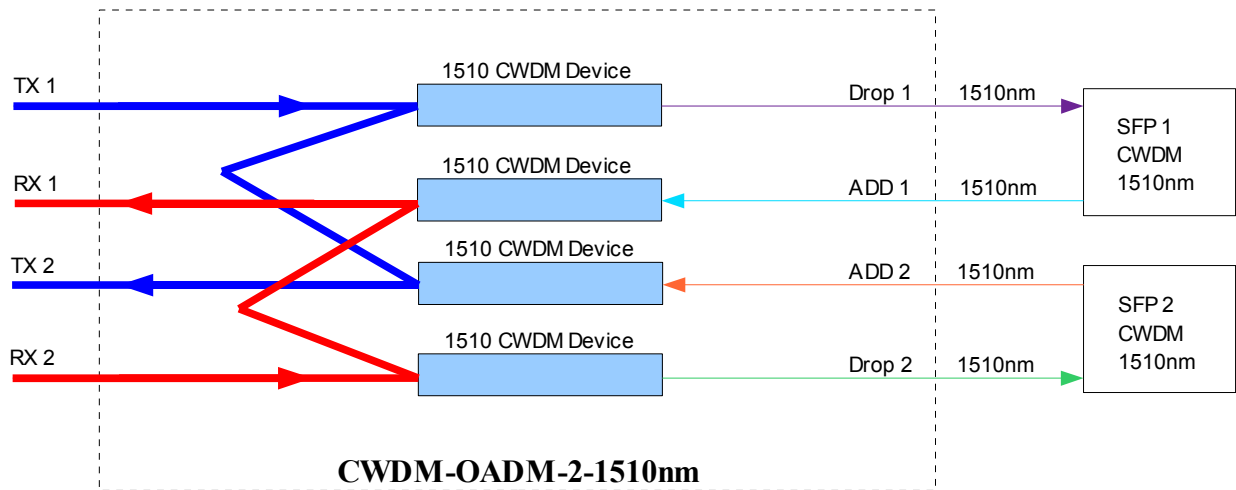 1510 CWDM Device
TX 1
Drop 1
1510nm
SFP 1
CWDM
1510nm
1510 CWDM Device
RX 1
ADD 1
1510nm
1510 CWDM Device
TX 2
ADD 2
1510nm
SFP 2
CWDM
1510nm
1510 CWDM Device
RX 2
Drop 2
1510nm
CWDM-OADM-2-1510nm